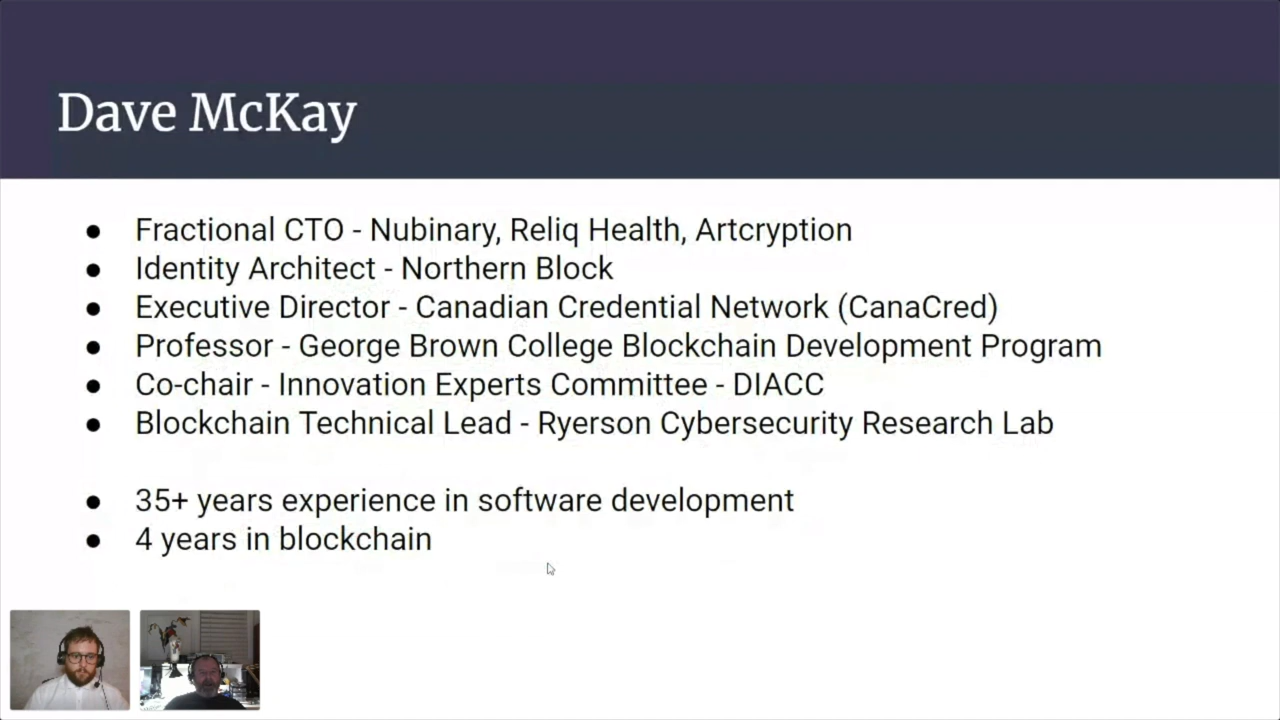 Dave McKay
● Fractional CTO - Nubinary, Reliq Health, Artcryption
● Identity Architect - Northern Block
● Executive Director - Canadian Credential Network (CanaCred)
● Professor - George Brown College Blockchain Development Program
● Co-chair - Innovation Experts Committee - DIACC
● Blockchain Technical Lead - Ryerson Cybersecurity Research Lab
● 35+ years experience in software development
● 4 years in blockchain